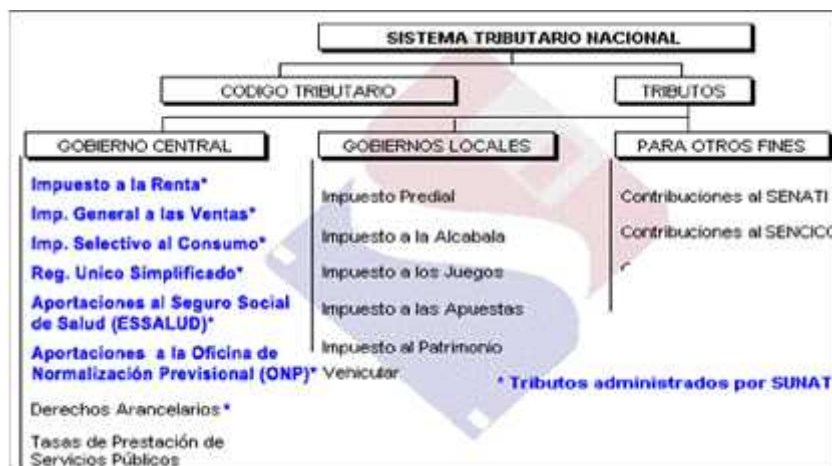 SISTEMA TRIBUTARIO NACIONAL
CODIGO TRIBUTARIO
TRIBUTOS
GOBIERNO CENTRAL
Impuesto a la Renta*
Imp. General a las Ventas*
Imp. Selectivo al Consumo*
Reg. Unico Simplificado*
Aportaciones al Seguro Social
de Salud (ESSALUD)*
Aportaciones a la Oficina de
Normalización Previsional (ONP)*
Derechos Arancelarios*
Tasas de Prestación de
Servicios Públicos
GOBIERNOS LOCALES
Impuesto Predial
Impuesto a la Alcabala
Impuesto a los Juegos
Impuesto a las Apuestas
Impuesto al Patrimonio
Vehicular
PARA OTROS FINES
Contribuciones al SENATI
Contribuciones al SENCICO
* Tributos administrados por SUNAT